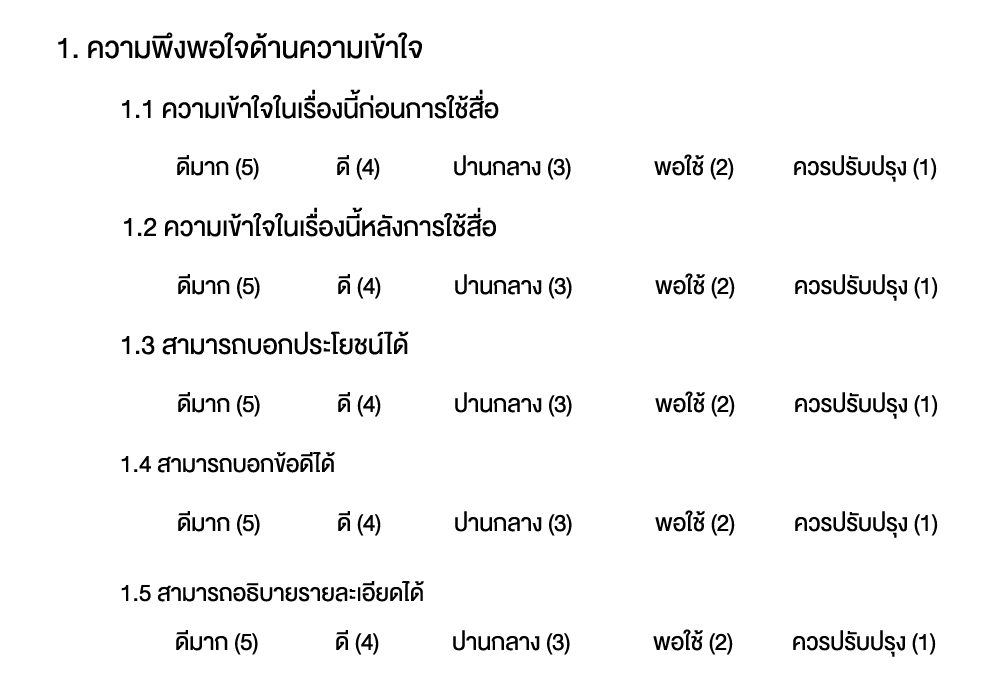 1. ความพึงพอใจด้านความเข้าใจ
1.1 ความเข้าใจในเรื่องนี้ก่อนการใช้สื่อ
ดีมาก (5) ดี (4) ปานกลาง (3) พอใช้ (2) ควรปรับปรุง (1)
1.2 ความเข้าใจในเรื่องนี้หลังการใช้สื่อ
ดีมาก (5) ดี (4) ปานกลาง (3) พอใช้ (2) ควรปรับปรุง (1)
1.3 สามารถบอกประโยชน์ได้
ดีมาก (5) ดี (4) ปานกลาง (3) พอใช้ (2) ควรปรับปรุง (1)
1.4 สามารถบอกข้อดีได้
ดีมาก (5) ดี (4) ปานกลาง (3) พอใช้ (2) ควรปรับปรุง (1)
1.5 สามารถอธิบายรายละเอียดได้
ดีมาก (5) ดี (4) ปานกลาง (3) พอใช้ (2) ควรปรับปรุง (1)